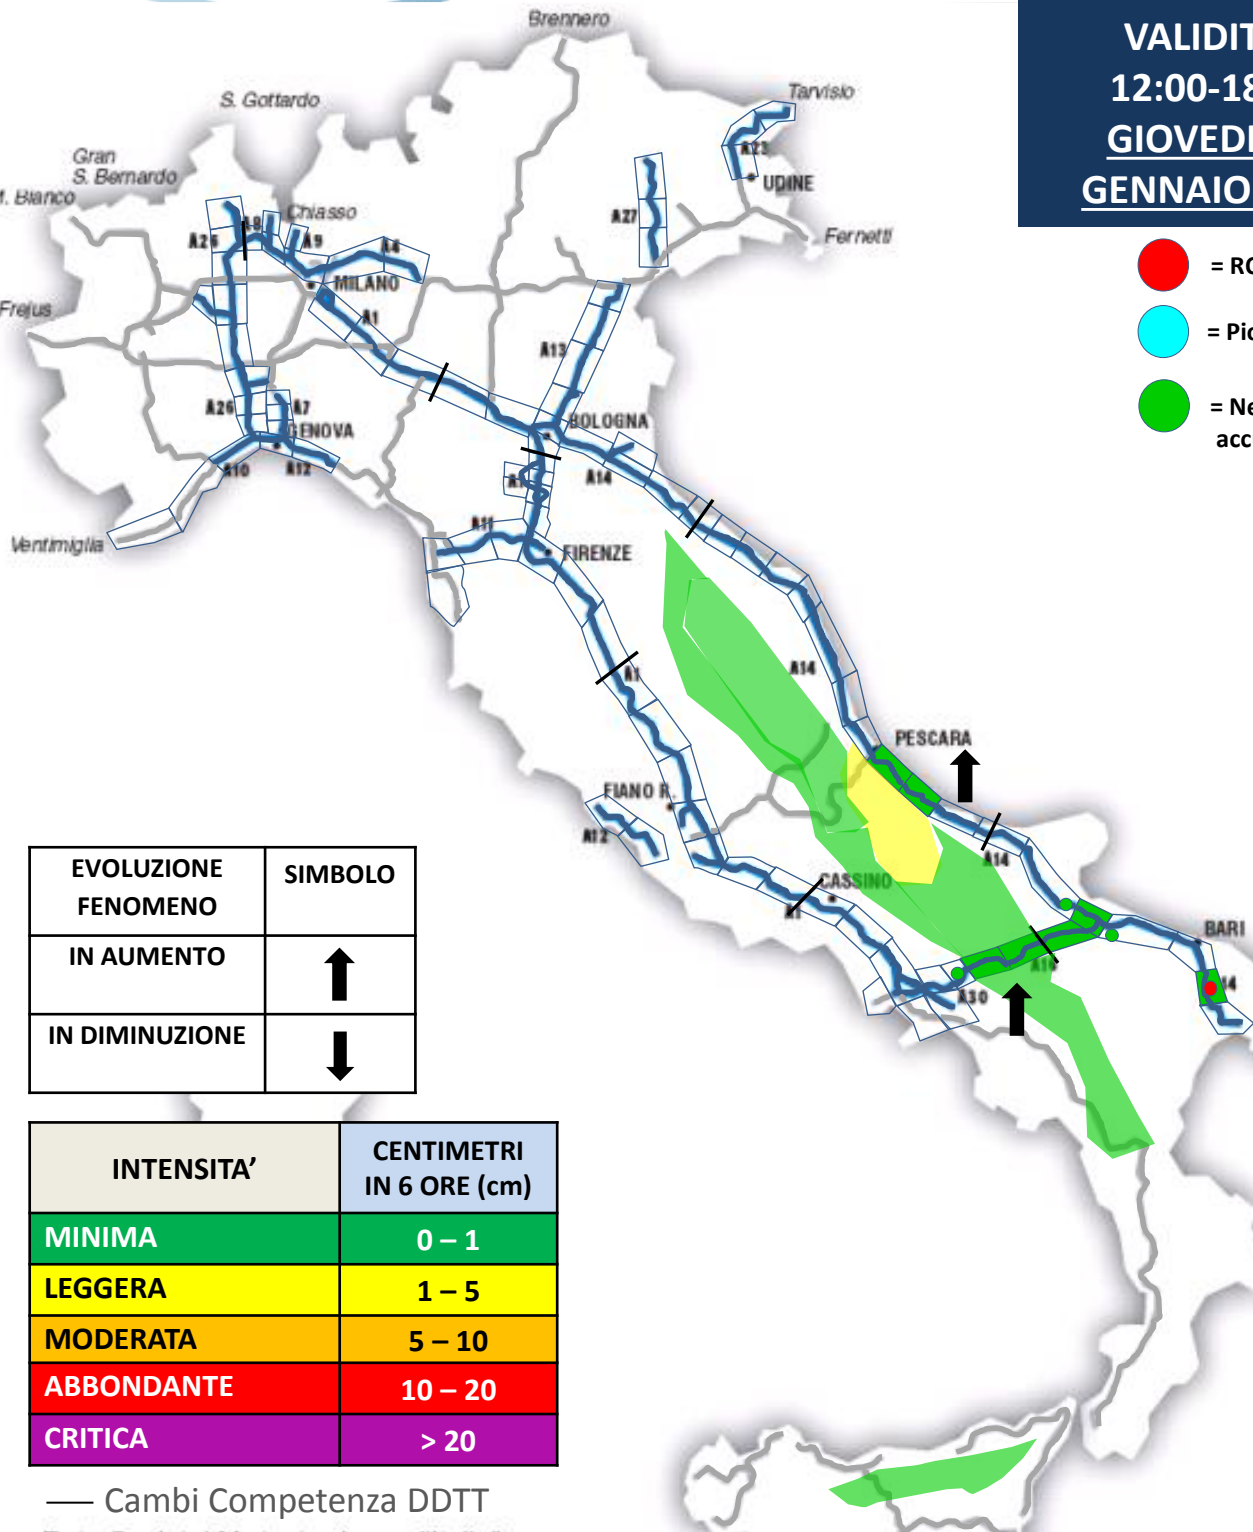 Brennero
VALIDIT
12:00-18
GIOVEDI
GENNAIO
S. Gottardo
Tarvisio
Gran
S. Bernardo
M. Bianco
A23
UDINE
Chiasso
A8
A26
A9
A4
A27
Fernetti
= RO
MILANO
Frejus
A1
= Pic
A13
A26
A7
GENOVA
BOLOGNA
= Ne
acc
A10
A12
A14
A11
Ventimiglia
FIRENZE
A14
A1
PESCARA
FIANO R.
A12
A14
CASSINO
A1
BARI
A16
A30
14
EVOLUZIONE
FENOMENO
SIMBOLO
IN AUMENTO
IN DIMINUZIONE
INTENSITA’
CENTIMETRI
IN 6 ORE (cm)
MINIMA
0 – 1
LEGGERA
1 – 5
MODERATA
5 – 10
ABBONDANTE
10 – 20
CRITICA
> 20
Cambi Competenza DDTT